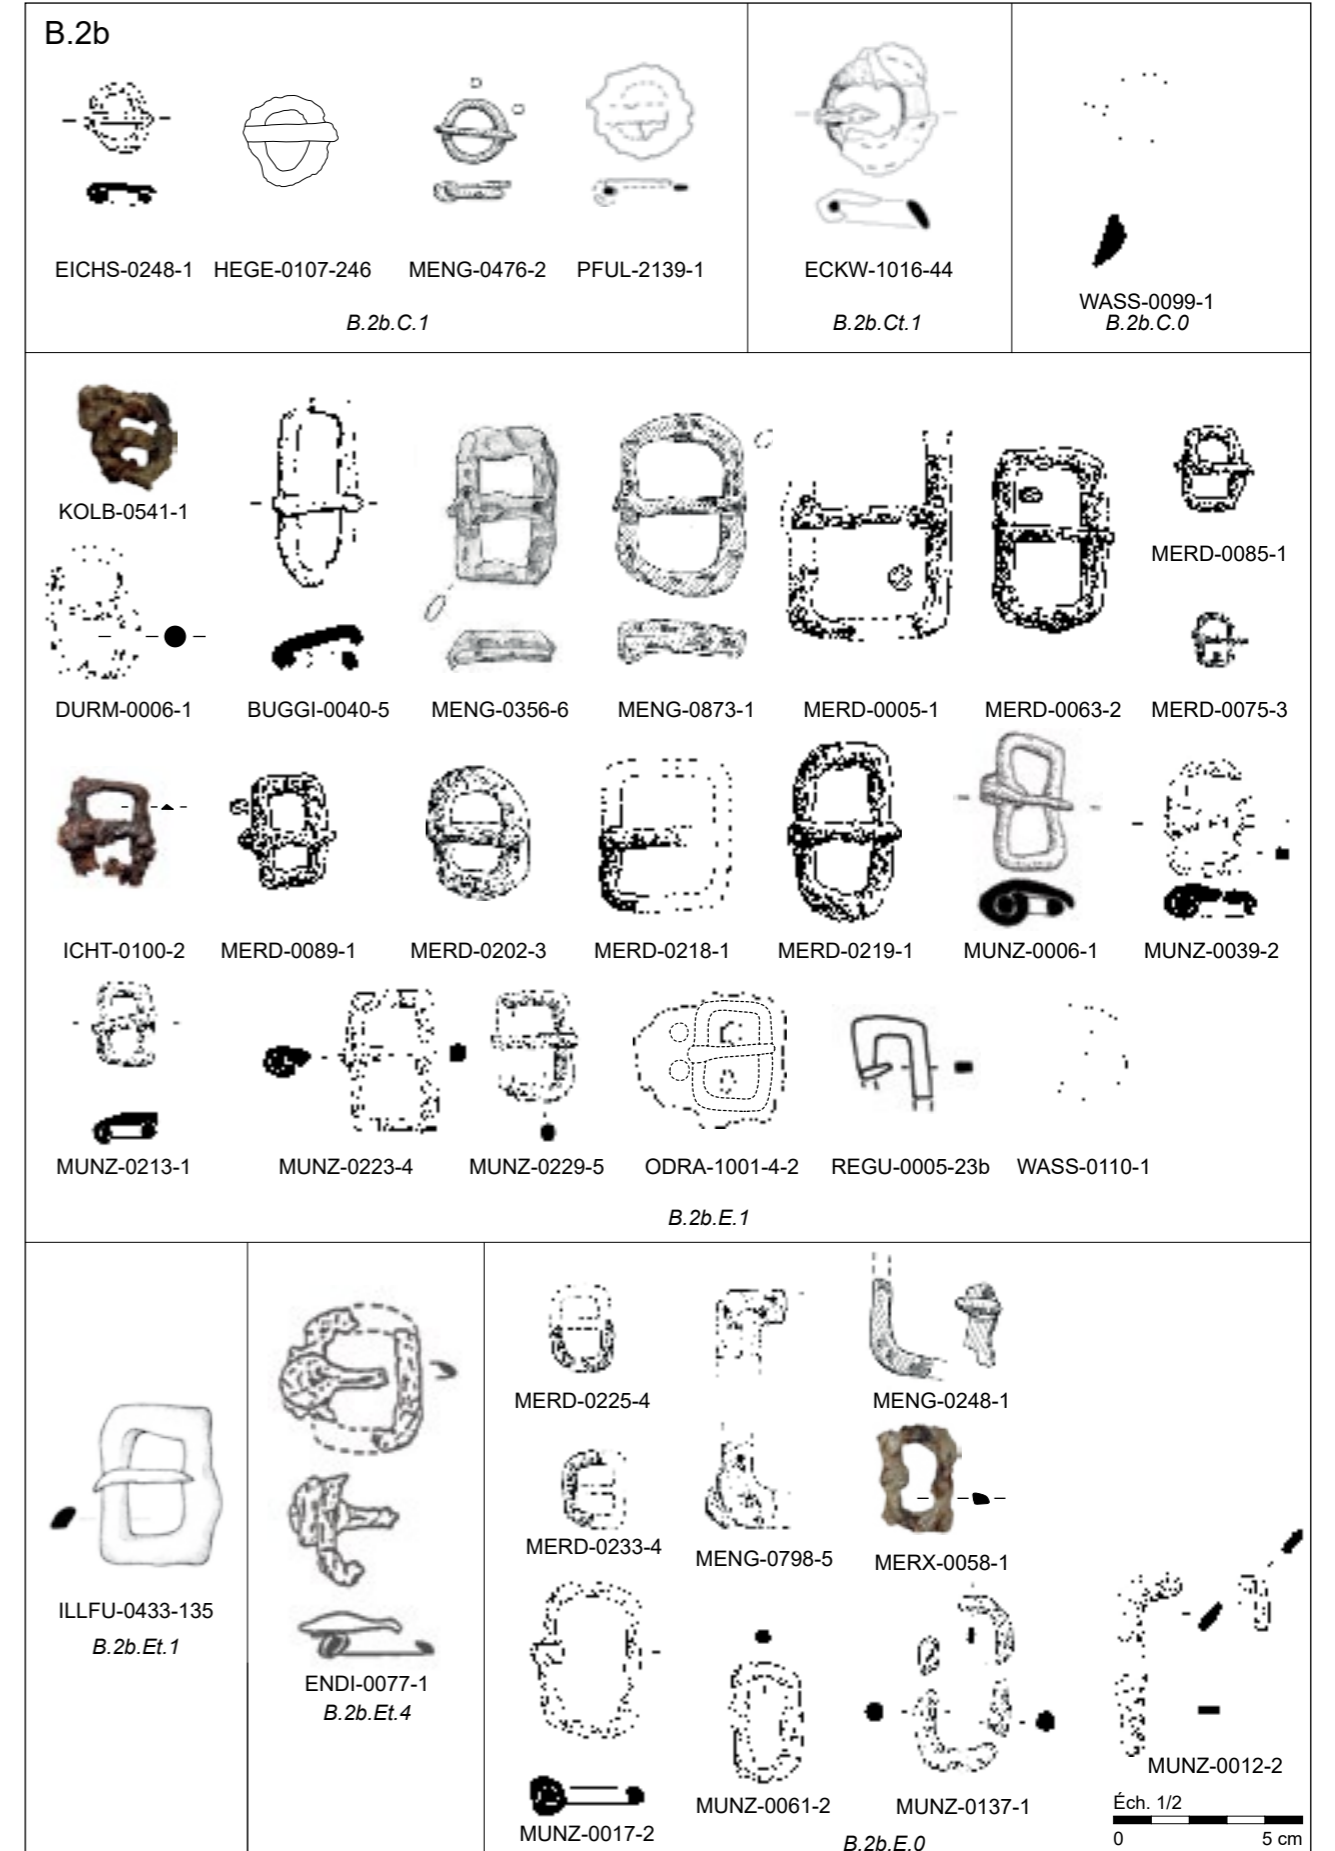 B.2b
EICHS-0248-1 HEGE-0107-246 MENG-0476-2 PFUL-2139-1
B.2b.C.1
ECKW-1016-44
B.2b.Ct.1
WASS-0099-1
B.2b.C.0
KOLB-0541-1
MERD-0085-1
DURM-0006-1 BUGGI-0040-5 MENG-0356-6 MENG-0873-1 MERD-0005-1 MERD-0063-2 MERD-0075-3
ICHT-0100-2 MERD-0089-1 MERD-0202-3 MERD-0218-1 MERD-0219-1 MUNZ-0006-1 MUNZ-0039-2
MUNZ-0213-1 MUNZ-0223-4 MUNZ-0229-5 ODRA-1001-4-2 REGU-0005-23b WASS-0110-1
B.2b.E.1
ILLFU-0433-135
B.2b.Et.1
ENDI-0077-1
B.2b.Et.4
MERD-0225-4 MENG-0248-1
MERD-0233-4 MENG-0798-5 MERX-0058-1
MUNZ-0017-2 MUNZ-0061-2 MUNZ-0137-1 MUNZ-0012-2
B.2b.E.0
Éch. 1/2
0 5 cm